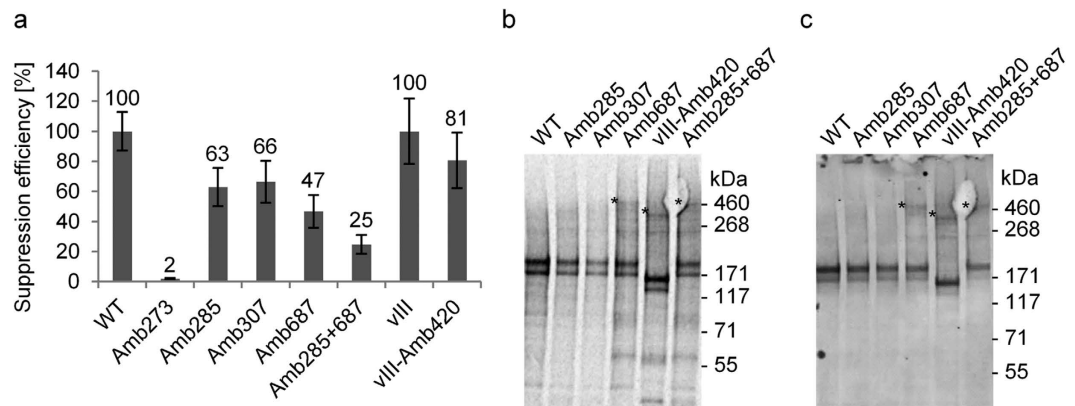 a
Suppression efficiency [%]
140
120
100
80
60
40
20
0
100
2
63
66
47
25
100
81
WT
Amb273
Amb285
Amb307
Amb687
Amb285+687
vIII
vIII-Amb420
b
WT
Amb285
Amb307
Amb687
vIII-Amb420
Amb285+687
kDa
* - 460
* * - 268
- 171
- 117
- 71
- 55
c
WT
Amb285
Amb307
Amb687
vIII-Amb420
Amb285+687
kDa
* - 460
* * - 268
- 171
- 117
- 71
- 55